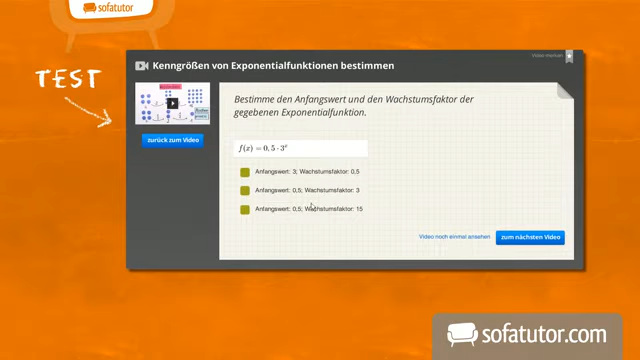 sofatutor
Video merken
Kenngrößen von Exponentialfunktionen bestimmen
TEST
Bestimme den Anfangswert und den Wachstumsfaktor der
gegebenen Exponentialfunktion.
zurück zum Video
f(x) = 0,5 · 3^x
Anfangswert: 3; Wachstumsfaktor: 0,5
Anfangswert: 0,5; Wachstumsfaktor: 3
Anfangswert: 0,5; Wachstumsfaktor: 15
Video noch einmal ansehen
zum nächsten Video
sofatutor.com